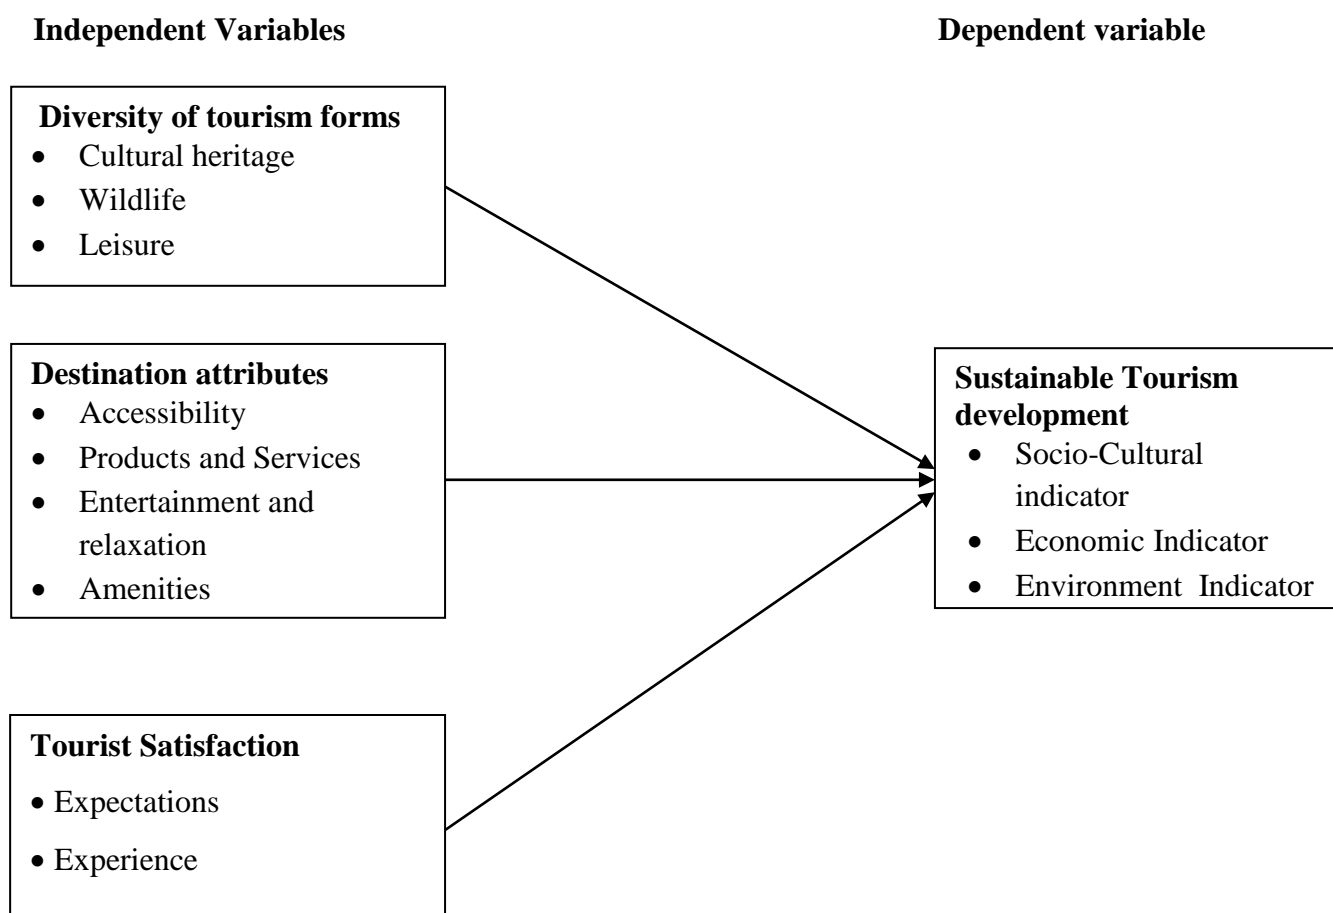 Independent Variables
Dependent variable
Diversity of tourism forms
• Cultural heritage
• Wildlife
• Leisure
Destination attributes
• Accessibility
• Products and Services
• Entertainment and
relaxation
• Amenities
Sustainable Tourism
development
• Socio-Cultural
indicator
• Economic Indicator
• Environment  Indicator
Tourist Satisfaction
• Expectations
• Experience